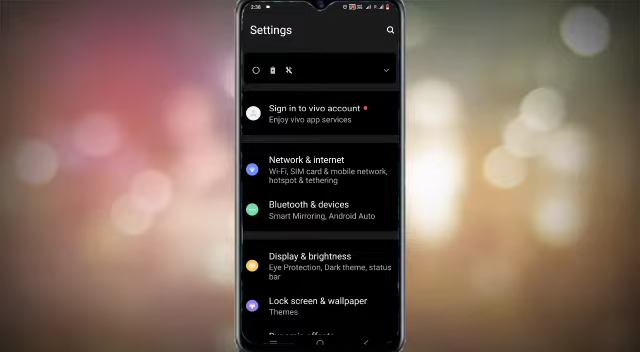 2:38
Settings
Sign in to vivo account
Enjoy vivo app services
Network & internet
Wi-Fi, SIM card & mobile network,
hotspot & tethering
Bluetooth & devices
Smart Mirroring, Android Auto
Display & brightness
Eye Protection, Dark theme, status
bar
Lock screen & wallpaper
Themes